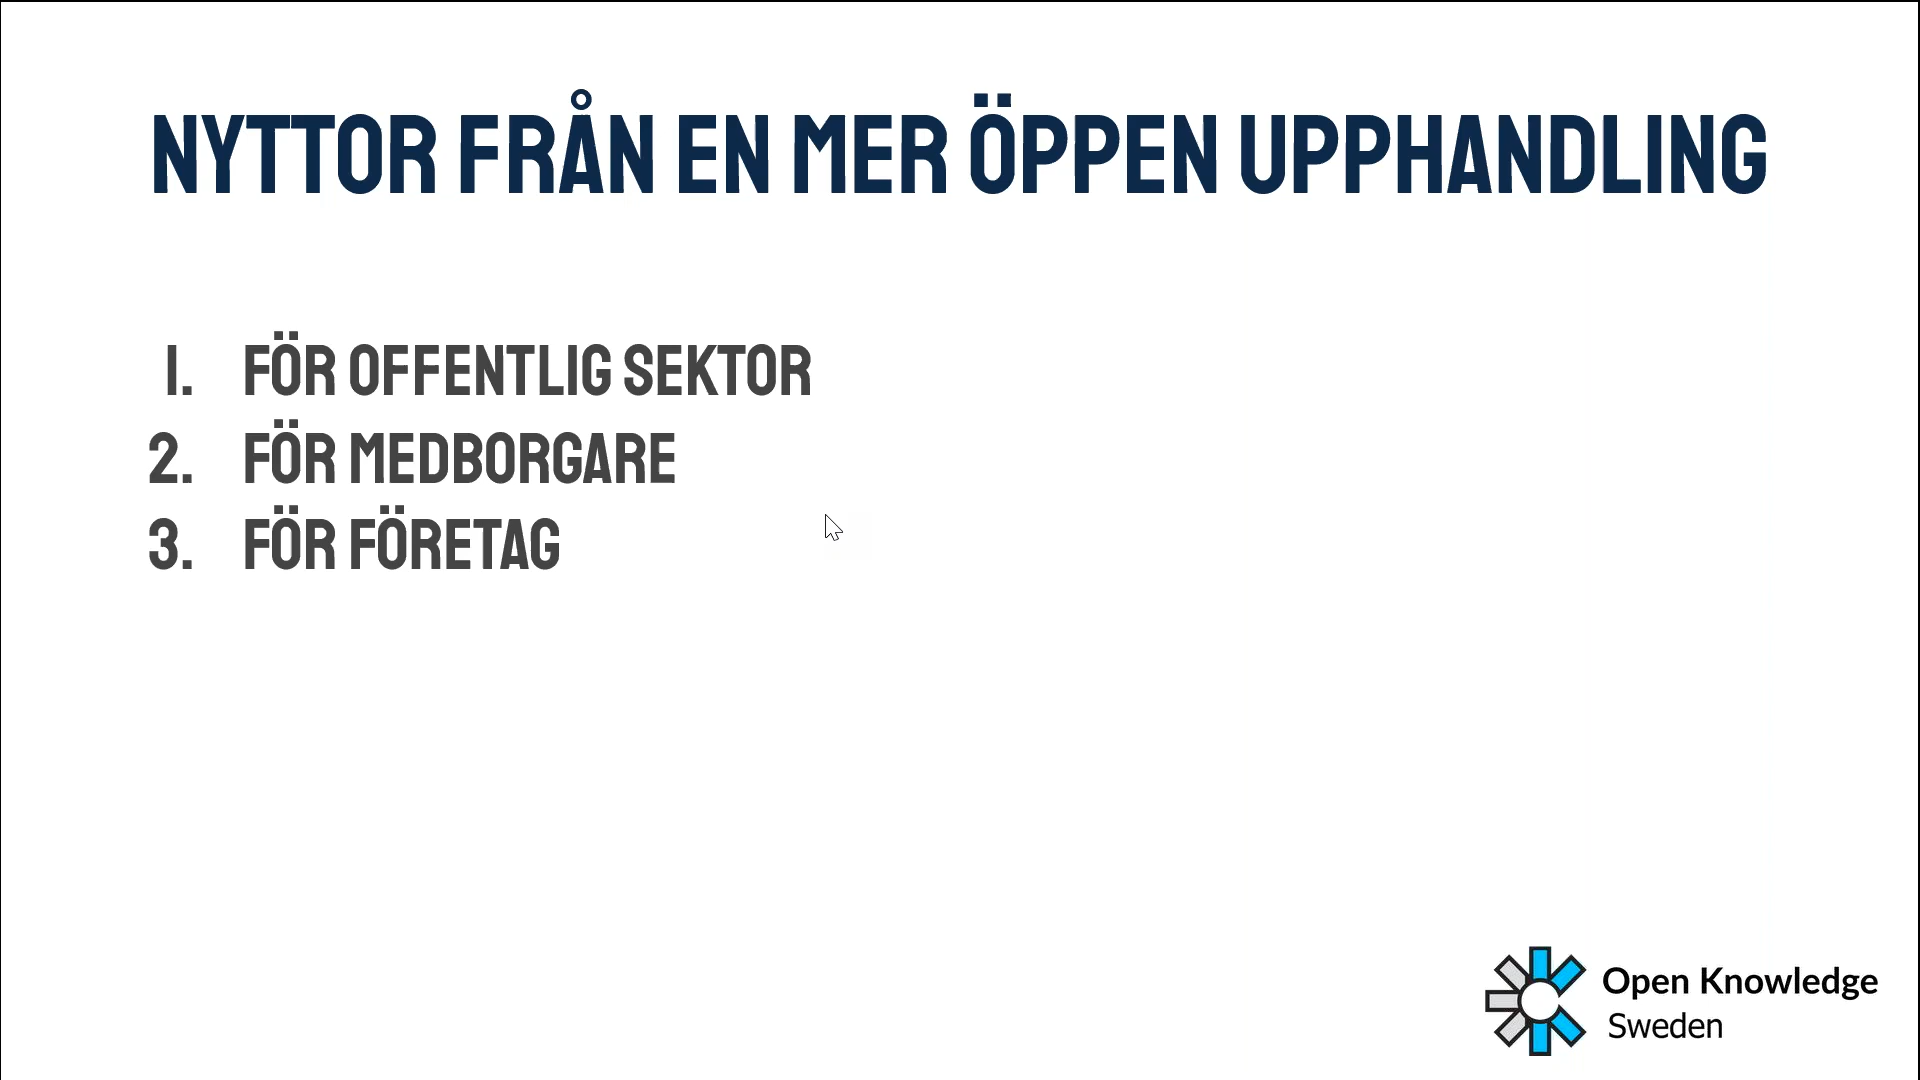 NYTTOR FRÅN EN MER ÖPPEN UPPHANDLING
1. FÖR OFFENTLIG SEKTOR
2. FÖR MEDBORGARE
3. FÖR FÖRETAG
Open Knowledge
Sweden